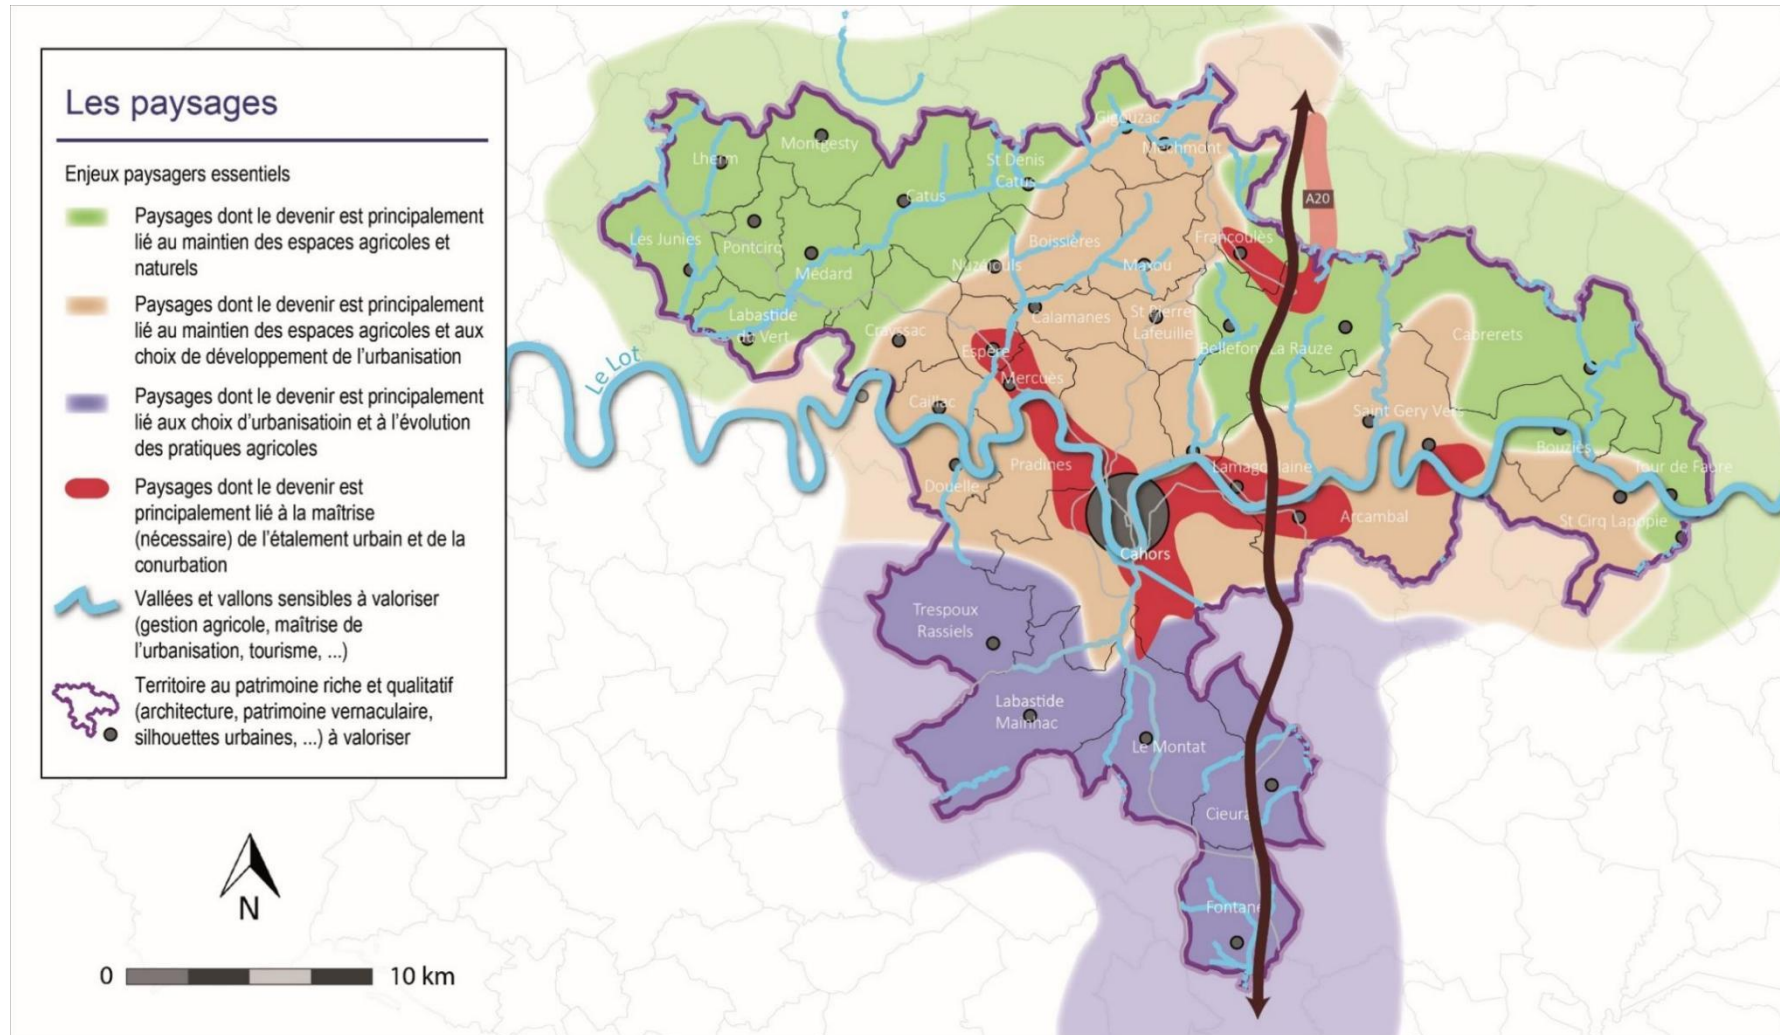 Les paysages
Enjeux paysagers essentiels
Paysages dont le devenir est principalement
lié au maintien des espaces agricoles et
naturels
Paysages dont le devenir est principalement
lié au maintien des espaces agricoles et aux
choix de développement de l'urbanisation
Paysages dont le devenir est principalement
lié aux choix d'urbanisatioin et à l'évolution
des pratiques agricoles
Paysages dont le devenir est
principalement lié à la maîtrise
(nécessaire) de l'étalement urbain et de la
conurbation
Vallées et vallons sensibles à valoriser
(gestion agricole, maîtrise de
l'urbanisation, tourisme, ...)
Territoire au patrimoine riche et qualitatif
(architecture, patrimoine vernaculaire,
silhouettes urbaines, ...) à valoriser
N
0
10 km
Gigouzac
Montgesty
Mechmont
Lherm
St Denis
Catus
Catus
A20
Les Junies
Pontcirq
Boissières
Francoulès
Médard
Nuzéjouls
Maxou
Labastide
du Vert
Calamanes
St Pierre
Lafeuille
Crayssac
Cabrerets
Espère
Bellefont La Rauze
Le Lot
Mercuès
Caillac
Saint Gery Vers
Bouziès
Pradines
Lamagdelaine
Tour de Faure
Douelle
Arcambal
St Cirq Lapopie
Cahors
Trespoux
Rassiels
Labastide
Marnhac
Le Montat
Cieura
Fontane